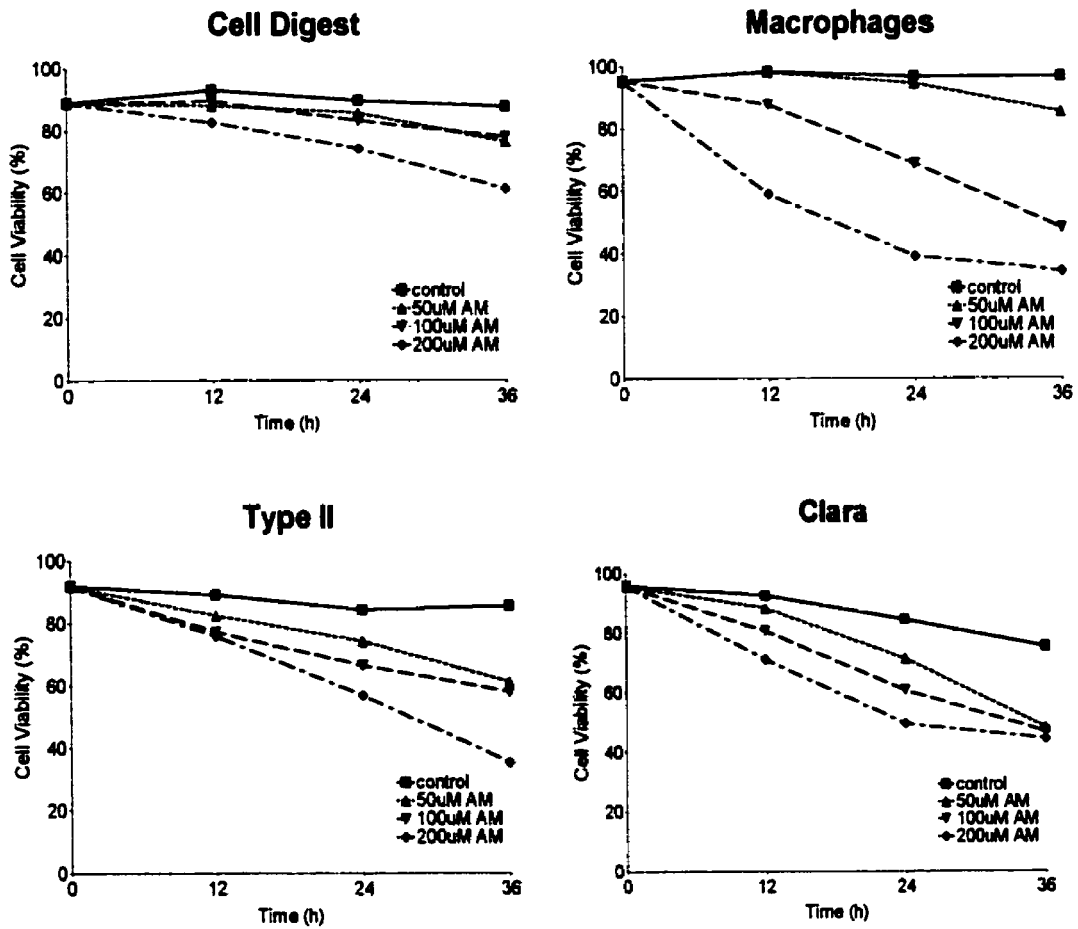 Cell Digest
Cell Viability (%)
100
80
60
40
20
0
control
50uM AM
100uM AM
200uM AM
0 12 24 36
Time (h)
Macrophages
Cell Viability (%)
100
80
60
40
20
0
control
50uM AM
100uM AM
200uM AM
0 12 24 36
Time (h)
Type II
Cell Viability (%)
100
80
60
40
20
0
control
50uM AM
100uM AM
200uM AM
0 12 24 36
Time (h)
Clara
Cell Viability (%)
100
80
60
40
20
0
control
50uM AM
100uM AM
200uM AM
0 12 24 36
Time (h)